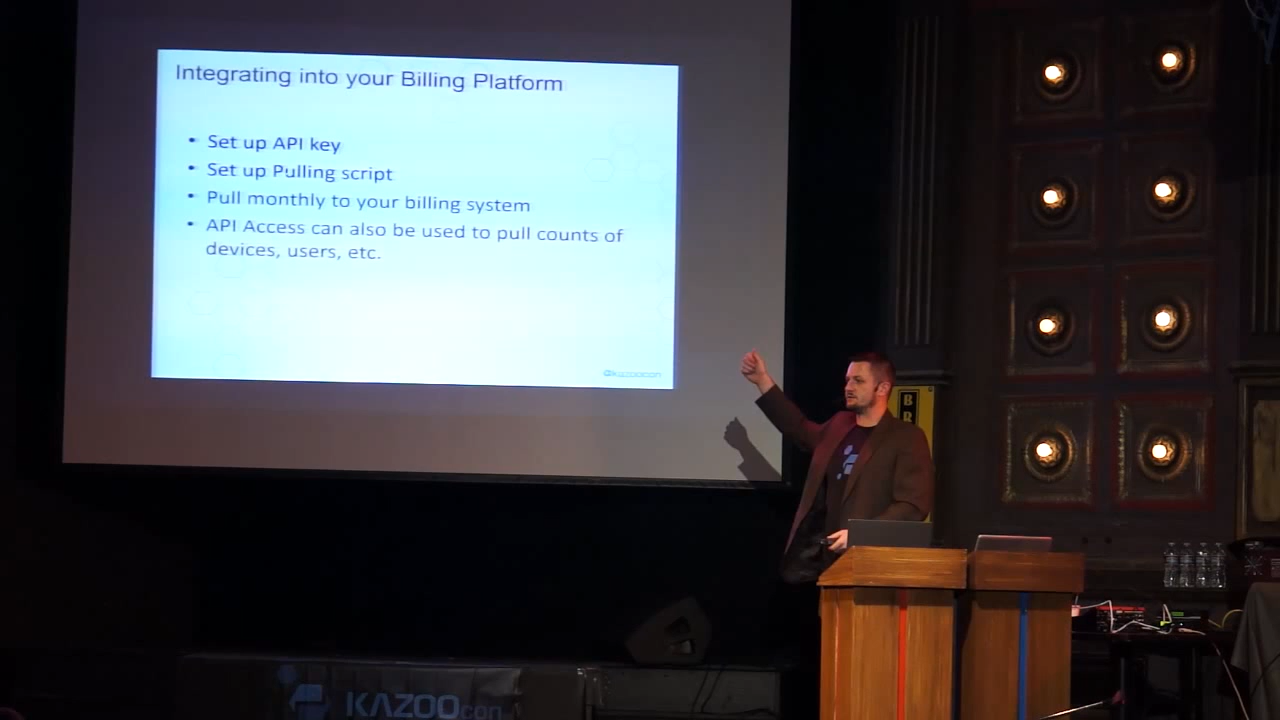 Integrating into your Billing Platform
• Set up API key
• Set up Pulling script
• Pull monthly to your billing system
• API Access can also be used to pull counts of
devices, users, etc.
@kazoocon
B
R
KAZOOcon